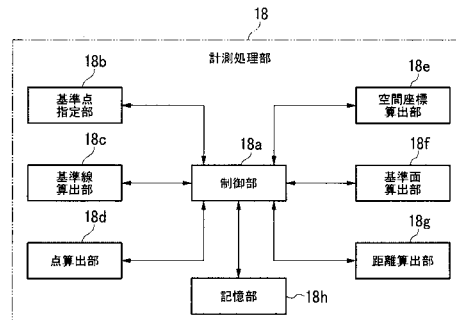 18
計測処理部
18b
基準点
指定部
18e
空間座標
算出部
18c
基準線
算出部
18a
制御部
18f
基準面
算出部
18d
点算出部
18g
距離算出部
記憶部
18h